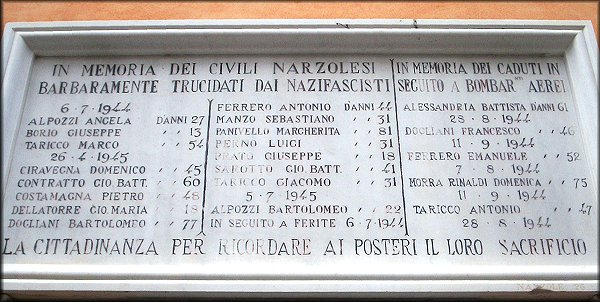 IN MEMORIA DEI CIVILI NARZOLESI
BARBARAMENTE TRUCIDATI DAI NAZIFASCISTI
6·7·1944
ALPOZZI ANGELA D'ANNI 27
BORIO GIUSEPPE ,, ,, 13
TARICCO MARCO ,, ,, 54
26·4·1945
CIRAVEGNA DOMENICO ,, ,, 45
CONTRATTO GIO. BATT. ,, ,, 60
COSTAMAGNA PIETRO ,, ,, 48
DELLATORRE GIO. MARIA ,, ,, 18
DOGLIANI BARTOLOMEO ,, ,, 77
FERRERO ANTONIO D'ANNI 44
MANZO SEBASTIANO ,, ,, 31
PANIVELLO MARGHERITA ,, ,, 81
PERNO LUIGI ,, ,, 31
PRATO GIUSEPPE ,, ,, 18
SAROTTO GIO. BATT. ,, ,, 41
TARICCO GIACOMO ,, ,, 31
5·7·1945
ALPOZZI BARTOLOMEO ,, ,, 22
IN SEGUITO A FERITE 6·7·1944
IN MEMORIA DEI CADUTI IN
SEGUITO A BOMBAR.ti AEREI
ALESSANDRIA BATTISTA D'ANNI 61
28·8·1944
DOGLIANI FRANCESCO ,, ,, 46
11·9·1944
FERRERO EMANUELE ,, ,, 52
7·8·1944
MORRA RINALDI DOMENICA ,, ,, 75
11·9·1944
TARICCO ANTONIO ,, ,, 47
28·8·1944
LA CITTADINANZA PER RICORDARE AI POSTERI IL LORO SACRIFICIO